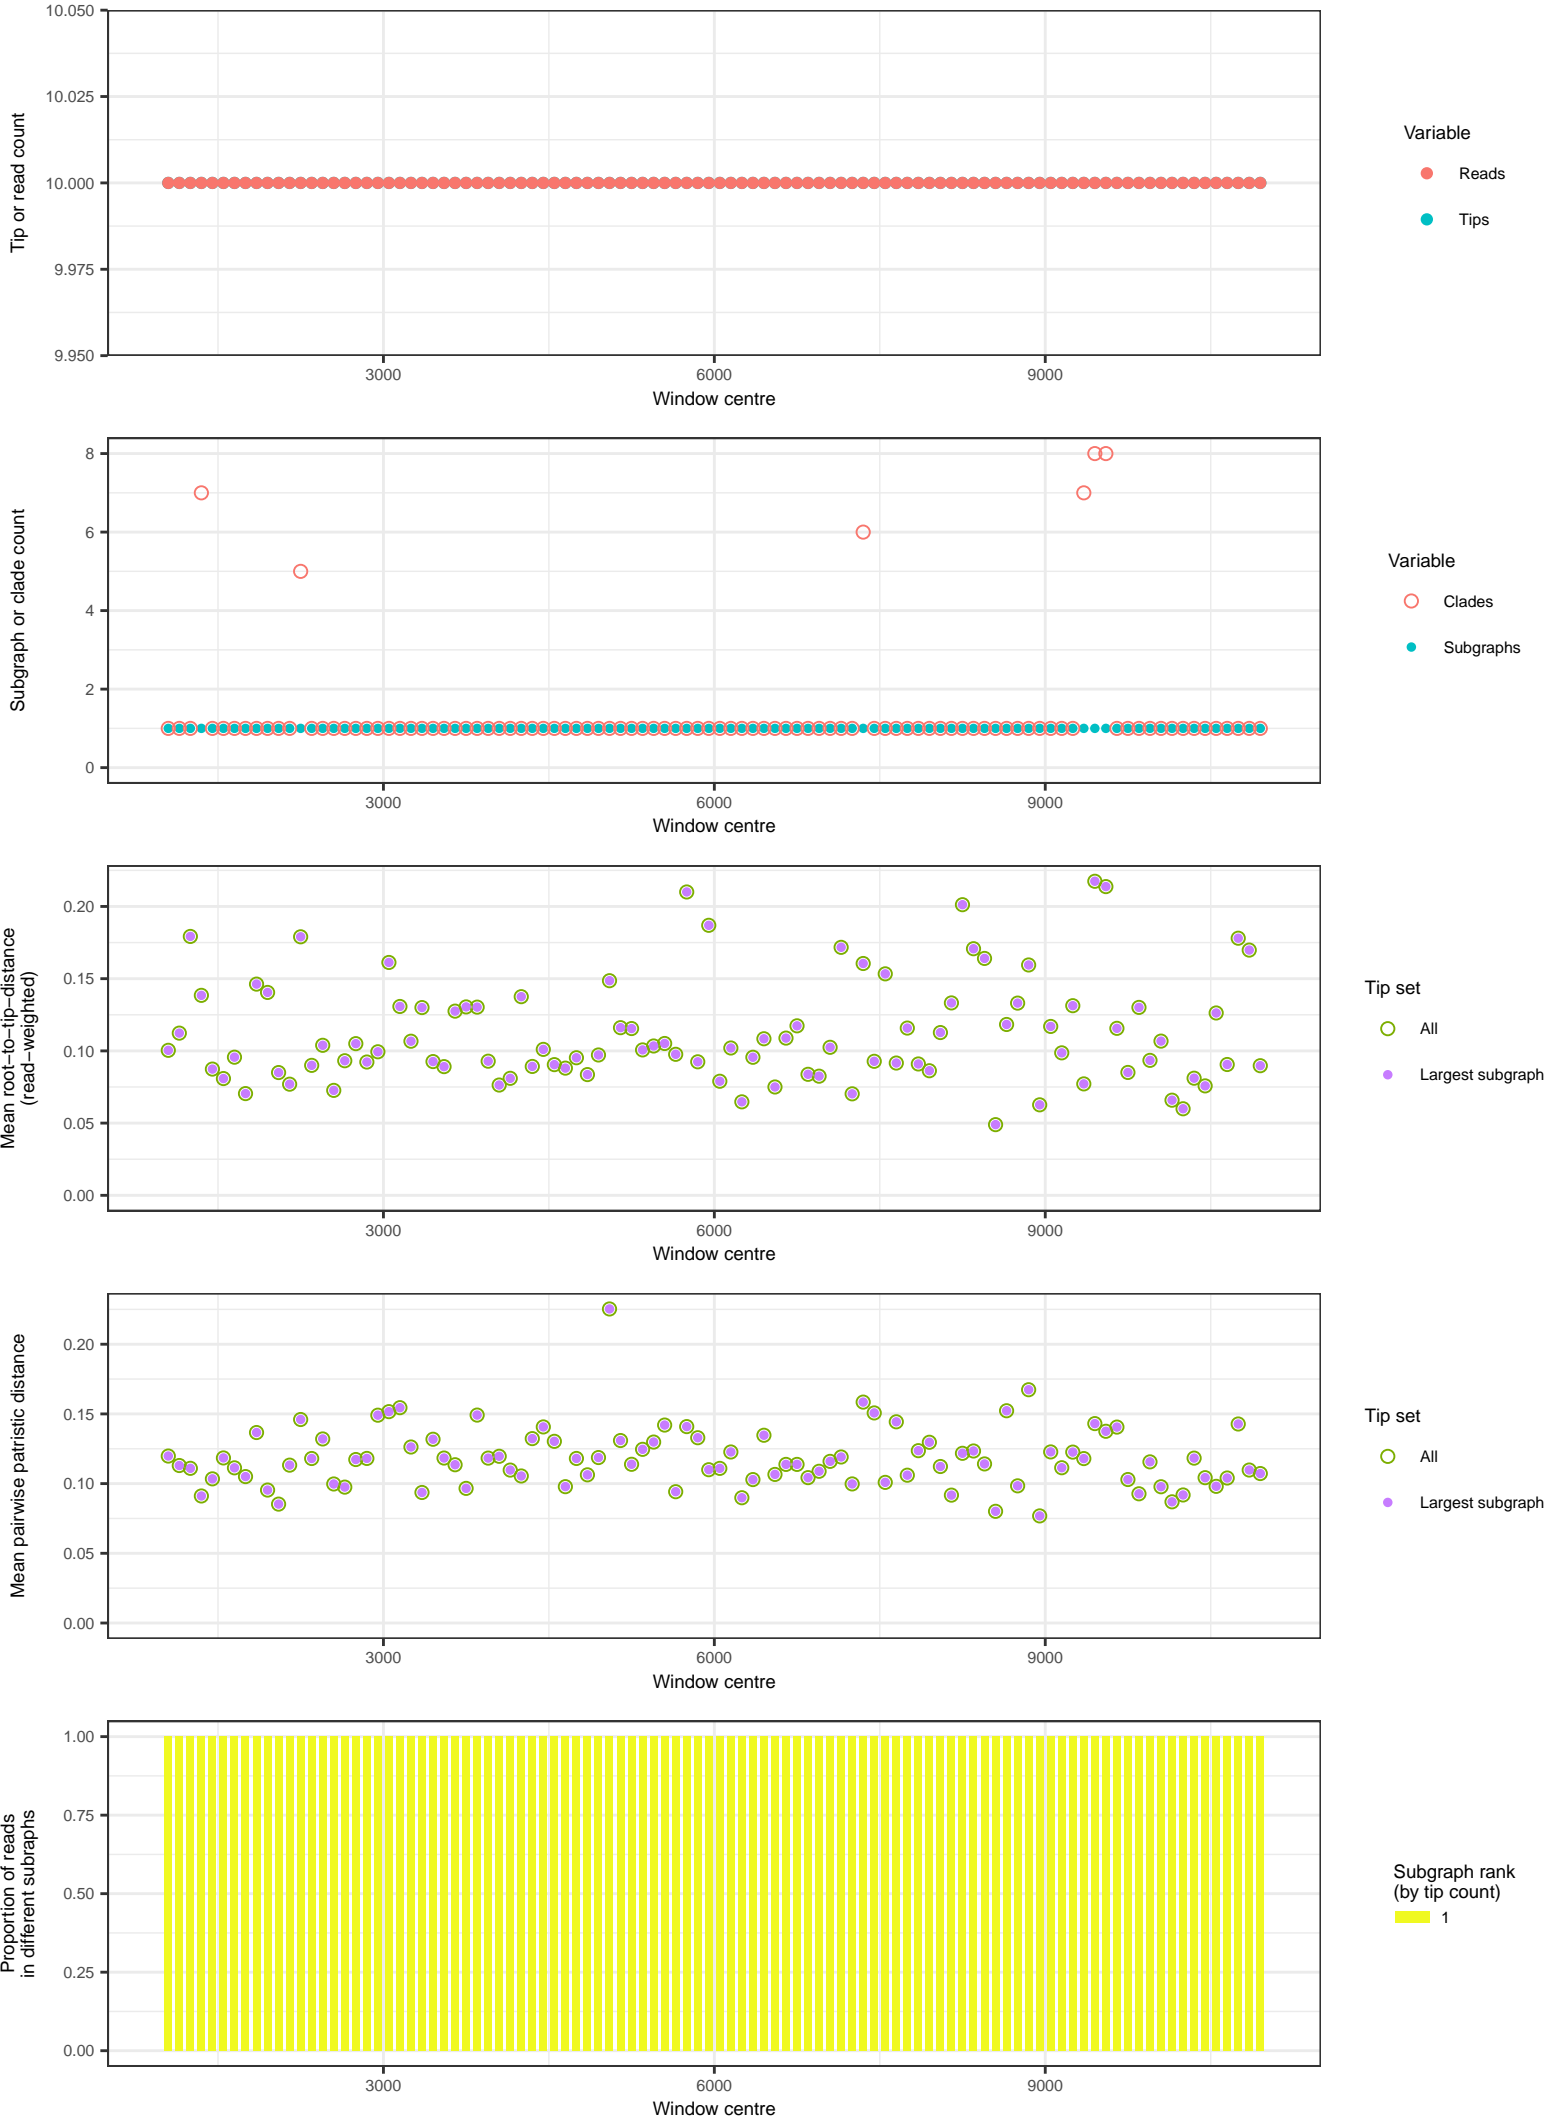 10.050
10.025
10.000
9.975
9.950
Tip or read count
3000
6000
9000
Window centre
Variable
Reads
Tips
8
6
4
2
0
Subgraph or clade count
3000
6000
9000
Window centre
Variable
Clades
Subgraphs
0.20
0.15
0.10
0.05
0.00
Mean root−to−tip−distance
(read−weighted)
3000
6000
9000
Window centre
Tip set
All
Largest subgraph
0.20
0.15
0.10
0.05
0.00
Mean pairwise patristic distance
3000
6000
9000
Window centre
Tip set
All
Largest subgraph
1.00
0.75
0.50
0.25
0.00
Proportion of reads
in different subraphs
3000
6000
9000
Window centre
Subgraph rank
(by tip count)
1